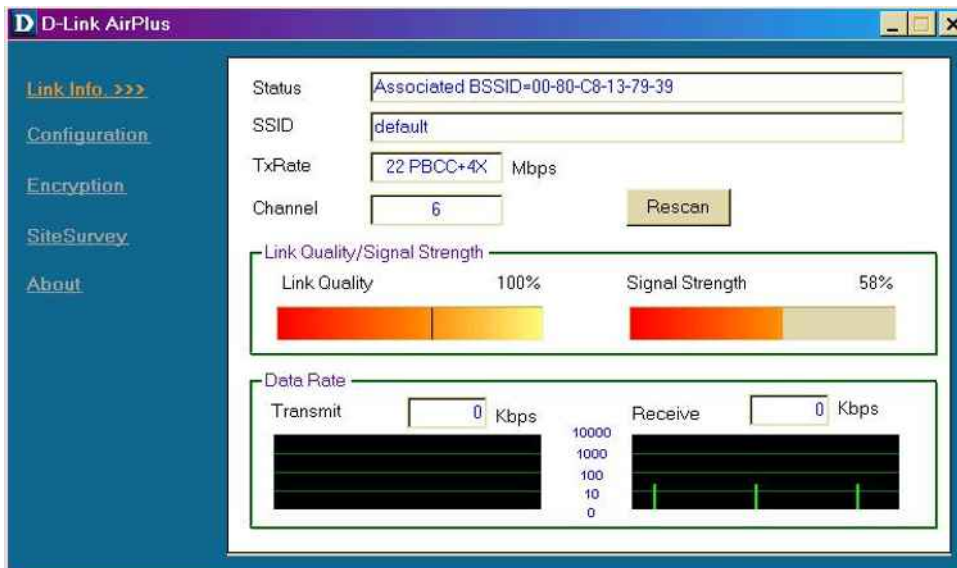 D D-Link AirPlus
Link Info. >>>
Configuration
Encryption
SiteSurvey
About
Status Associated BSSID=00-80-C8-13-79-39
SSID default
TxRate 22 PBCC+4X Mbps
Channel 6 Rescan
Link Quality/Signal Strength
Link Quality 100% Signal Strength 58%
Data Rate
Transmit 0 Kbps Receive 0 Kbps
10000
1000
100
10
0